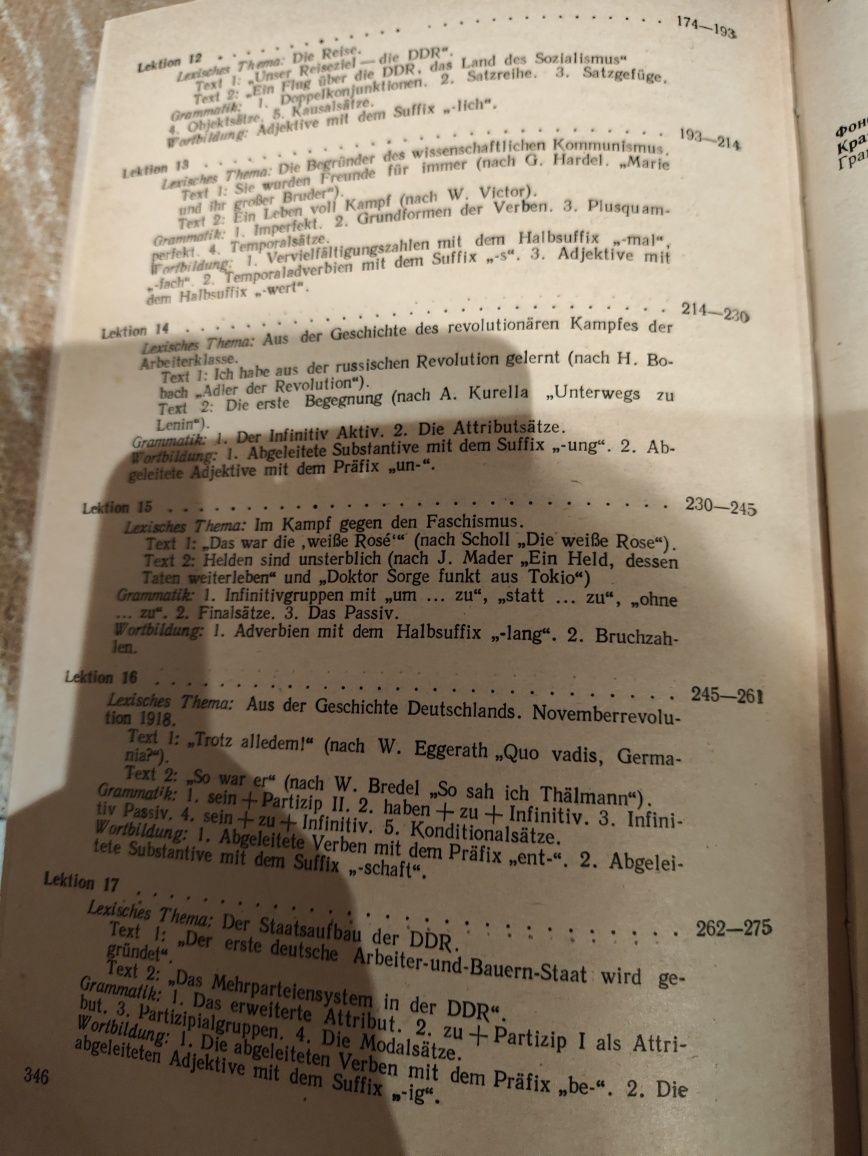 Lektion 12 . . . . . . . . . . . . . . . . . . . . . . 174—193
Lexisches Thema: Die Reise.
Text 1: „Unser Reiseziel — die DDR“.
Text 2: „Ein Flug über die DDR, das Land des Sozialismus“
Grammatik: 1. Doppelkonjunktionen. 2. Satzreihe. 3. Satzgefüge.
4. Objektsätze. 5. Kausalsätze.
Wortbildung: Adjektive mit dem Suffix „-lich“.
Lektion 13 . . . . . . . . . . . . . . . . . . . . . . 193—214
Lexisches Thema: Die Begründer des wissenschaftlichen Kommunismus.
Text 1: Sie wurden Freunde für immer (nach G. Hardel. „Marie
und ihr großer Bruder“).
Text 2: Ein Leben voll Kampf (nach W. Victor).
Grammatik: 1. Imperfekt. 2. Grundformen der Verben. 3. Plusquam-
perfekt. 4. Temporalsätze.
Wortbildung: 1. Vervielfältigungszahlen mit dem Halbsuffix „-mal“,
„-fach“. 2. Temporaladverbien mit dem Suffix „-s“. 3. Adjektive mit
dem Halbsuffix „-wert“.
Lektion 14 . . . . . . . . . . . . . . . . . . . . . . 214—230
Lexisches Thema: Aus der Geschichte des revolutionären Kampfes der
Arbeiterklasse.
Text 1: Ich habe aus der russischen Revolution gelernt (nach H. Bo-
bach „Adler der Revolution“).
Text 2: Die erste Begegnung (nach A. Kurella „Unterwegs zu
Lenin“).
Grammatik: 1. Der Infinitiv Aktiv. 2. Die Attributsätze.
Wortbildung: 1. Abgeleitete Substantive mit dem Suffix „-ung“. 2. Ab-
geleitete Adjektive mit dem Präfix „un-“.
Lektion 15 . . . . . . . . . . . . . . . . . . . . . . 230—245
Lexisches Thema: Im Kampf gegen den Faschismus.
Text 1: „Das war die ‚weiße Rosé‘“ (nach Scholl „Die weiße Rose“).
Text 2: Helden sind unsterblich (nach J. Mader „Ein Held, dessen
Taten weiterleben“ und „Doktor Sorge funkt aus Tokio“)
Grammatik: 1. Infinitivgruppen mit „um ... zu“, „statt ... zu“, „ohne
... zu“. 2. Finalsätze. 3. Das Passiv.
Wortbildung: 1. Adverbien mit dem Halbsuffix „-lang“. 2. Bruchzah-
len.
Lektion 16 . . . . . . . . . . . . . . . . . . . . . . 245—261
Lexisches Thema: Aus der Geschichte Deutschlands. Novemberrevolu-
tion 1918.
Text 1: „Trotz alledem!“ (nach W. Eggerath „Quo vadis, Germa-
nia?“).
Text 2: „So war er“ (nach W. Bredel „So sah ich Thälmann“).
Grammatik: 1. sein + Partizip II. 2. haben + zu + Infinitiv. 3. Infini-
tiv Passiv. 4. sein + zu + Infinitiv. 5. Konditionalsätze.
Wortbildung: 1. Abgeleitete Verben mit dem Präfix „ent-“. 2. Abgelei-
tete Substantive mit dem Suffix „-schaft“.
Lektion 17 . . . . . . . . . . . . . . . . . . . . . . 262—275
Lexisches Thema: Der Staatsaufbau der DDR.
Text 1: „Der erste deutsche Arbeiter-und-Bauern-Staat wird ge-
gründet“.
Text 2: „Das Mehrparteiensystem in der DDR“.
Grammatik: 1. Das erweiterte Attribut. 2. zu + Partizip I als Attri-
but. 3. Partizipialgruppen. 4. Die Modalsätze.
Wortbildung: 1. Die abgeleiteten Verben mit dem Präfix „be-“. 2. Die
abgeleiteten Adjektive mit dem Suffix „-ig“.
346